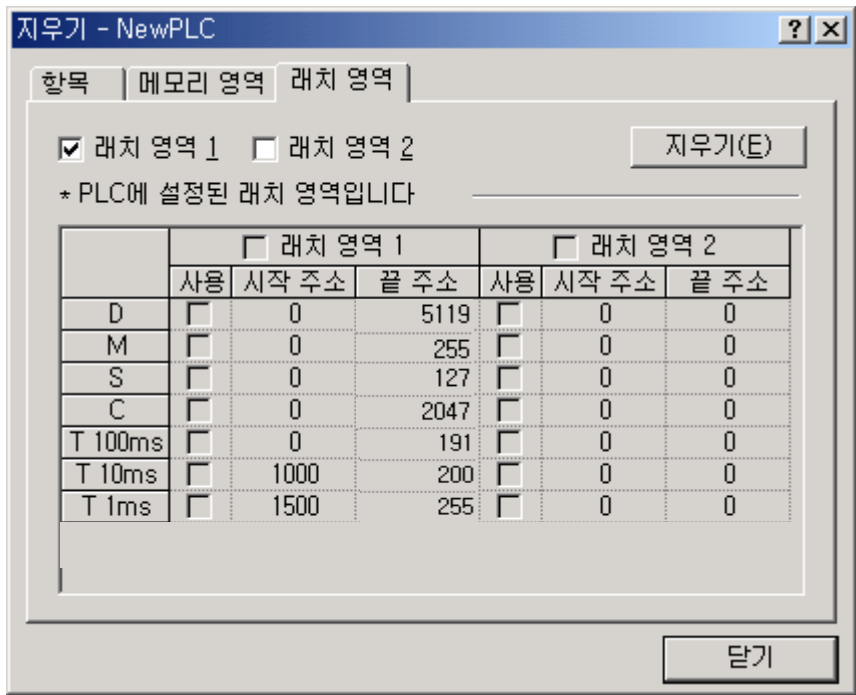 지우기 - NewPLC
항목 메모리 영역 래치 영역
래치 영역 1 래치 영역 2 지우기(E)
* PLC에 설정된 래치 영역입니다
래치 영역 1 래치 영역 2
사용 시작 주소 끝 주소 사용 시작 주소 끝 주소
D 0 5119 0 0
M 0 255 0 0
S 0 127 0 0
C 0 2047 0 0
T 100ms 0 191 0 0
T 10ms 1000 200 0 0
T 1ms 1500 255 0 0
닫기